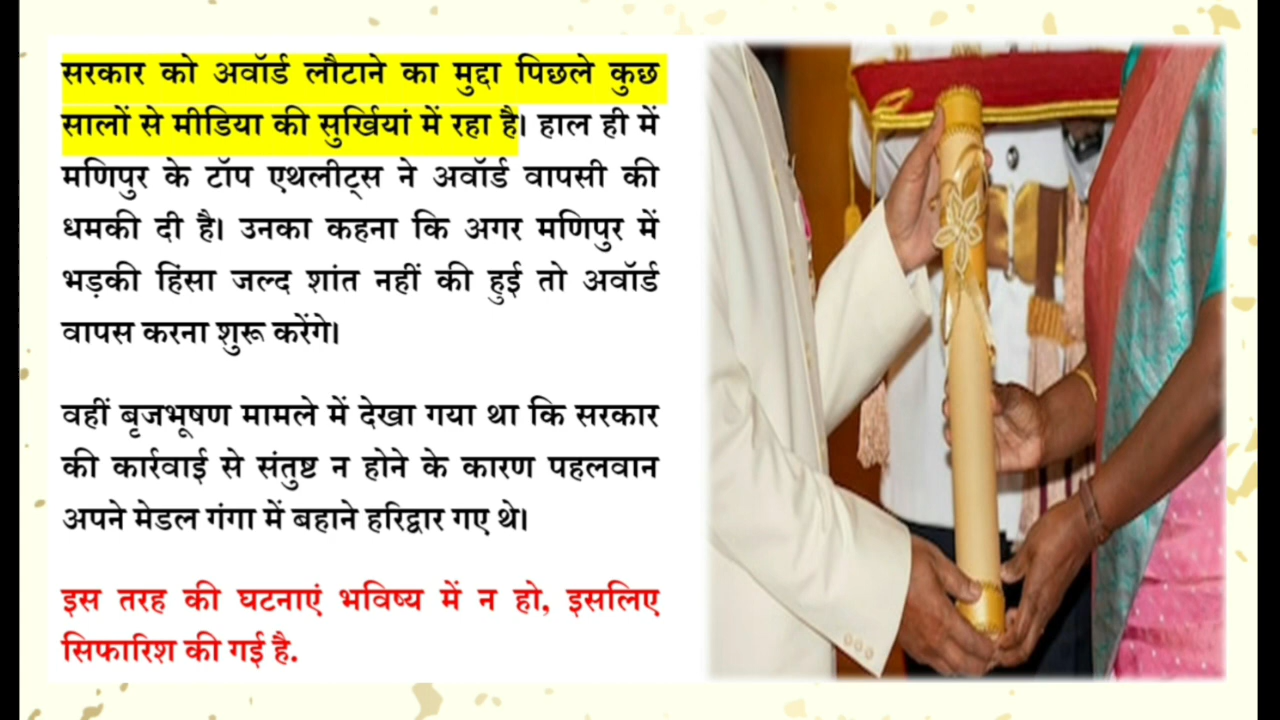 सरकार को अवॉर्ड लौटाने का मुद्दा पिछले कुछ
सालों से मीडिया की सुर्खियां में रहा है। हाल ही में
मणिपुर के टॉप एथलीट्स ने अवॉर्ड वापसी की
धमकी दी है। उनका कहना कि अगर मणिपुर में
भड़की हिंसा जल्द शांत नहीं की हुई तो अवॉर्ड
वापस करना शुरू करेंगे।
वहीं बृजभूषण मामले में देखा गया था कि सरकार
की कार्रवाई से संतुष्ट न होने के कारण पहलवान
अपने मेडल गंगा में बहाने हरिद्वार गए थे।
इस तरह की घटनाएं भविष्य में न हो, इसलिए
सिफारिश की गई है.